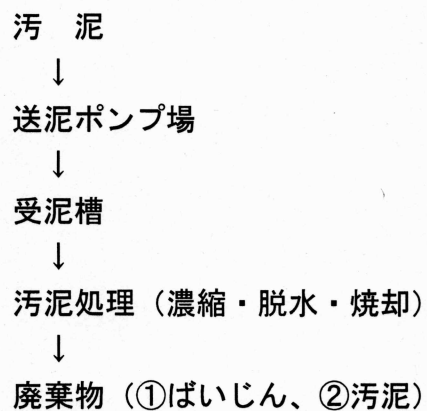 汚　泥
↓
送泥ポンプ場
↓
受泥槽
↓
汚泥処理（濃縮・脱水・焼却）
↓
廃棄物（①ばいじん、②汚泥）